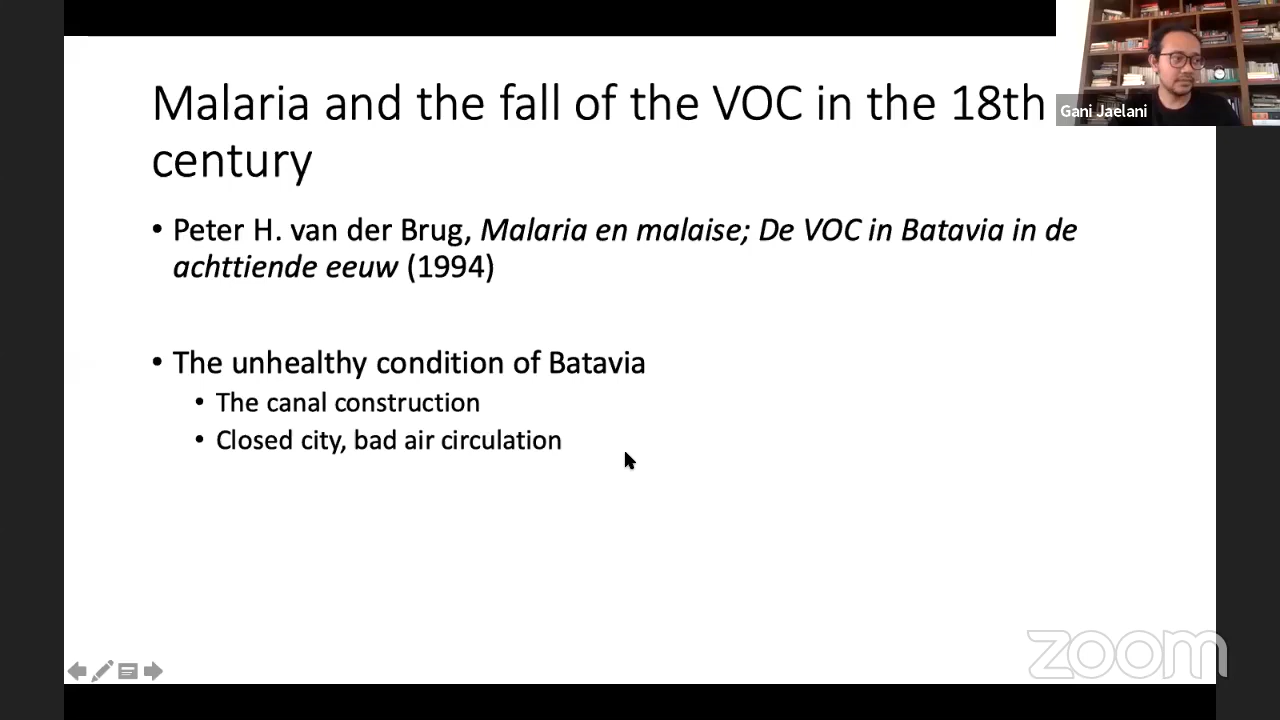 Malaria and the fall of the VOC in the 18th
century
Gani Jaelani
• Peter H. van der Brug, Malaria en malaise; De VOC in Batavia in de
achttiende eeuw (1994)
• The unhealthy condition of Batavia
• The canal construction
• Closed city, bad air circulation
zoom